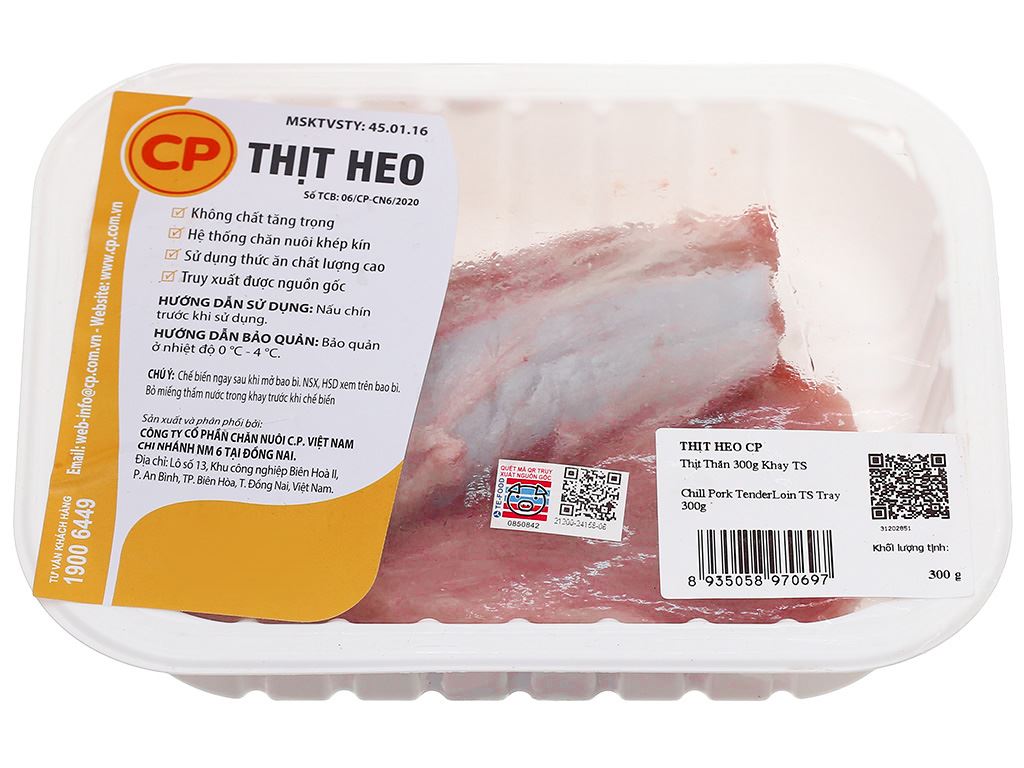 MSKTVSTY: 45.01.16
CP
THỊT HEO
Số TCB: 06/CP-CN6/2020
Không chất tăng trọng
Hệ thống chăn nuôi khép kín
Sử dụng thức ăn chất lượng cao
Truy xuất được nguồn gốc
HƯỚNG DẪN SỬ DỤNG: Nấu chín
trước khi sử dụng.
HƯỚNG DẪN BẢO QUẢN: Bảo quản
ở nhiệt độ 0 °C - 4 °C.
CHÚ Ý: Chế biến ngay sau khi mở bao bì. NSX, HSD xem trên bao bì.
Bỏ miếng thấm nước trong khay trước khi chế biến
Sản xuất và phân phối bởi:
CÔNG TY CỔ PHẦN CHĂN NUÔI C.P. VIỆT NAM
CHI NHÁNH NM 6 TẠI ĐỒNG NAI.
Địa chỉ: Lô số 13, Khu công nghiệp Biên Hoà II,
P. An Bình, TP. Biên Hòa, T. Đồng Nai, Việt Nam.
TƯ VẤN KHÁCH HÀNG
1900 6449
Email: web-info@cp.com.vn - Website: www.cp.com.vn
QUÉT MÃ QR TRUY
XUẤT NGUỒN GỐC
TE-FOOD
0850842
21200-24158-06
THỊT HEO CP
Thịt Thăn 300g Khay TS
Chill Pork TenderLoin TS Tray
300g
8 935058 970697
31202051
Khối lượng tịnh:
300 g